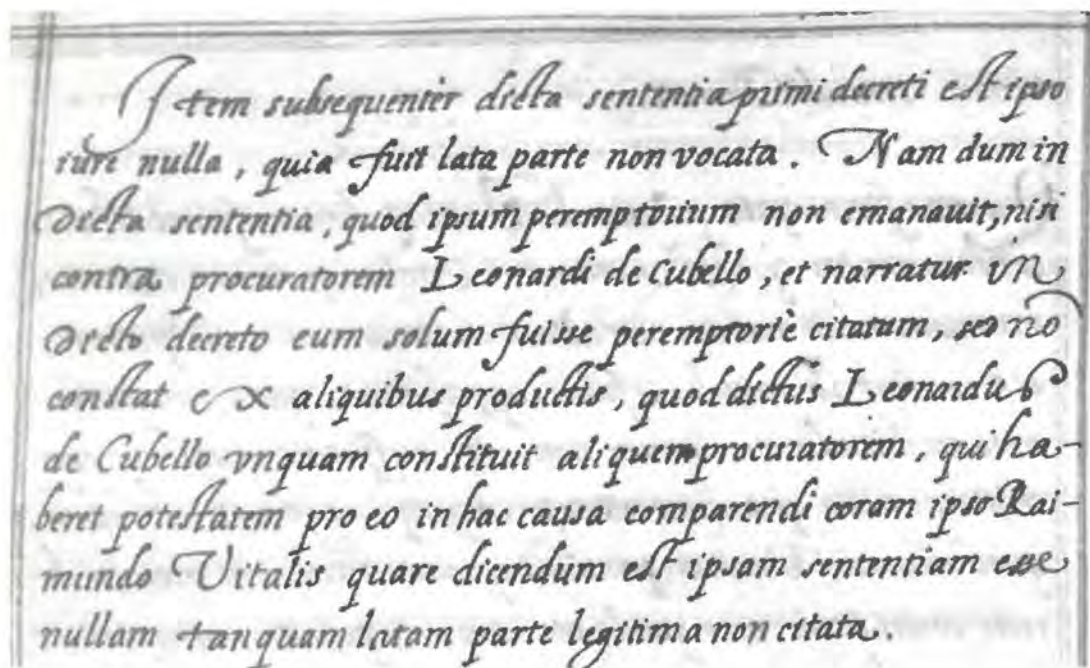 Item subsequenter dicta sententia primi decreti est ipso
iure nulla, quia fuit lata parte non vocata. Nam dum in
dicta sententia, quod ipsum peremptorium non emanauit, nisi
contra procuratorem Leonardi de Cubello, et narratur in
dicto decreto eum solum fuisse peremptoriè citatum, sed nõ
constat ex aliquibus productis, quod dictus Leonardus
de Cubello vnquam constituit aliquem procuratorem, qui ha-
beret potestatem pro eo in hac causa comparendi coram ipso Rai-
mundo Vitalis quare dicendum est ipsam sententiam esse
nullam tanquam latam parte legitima non citata.